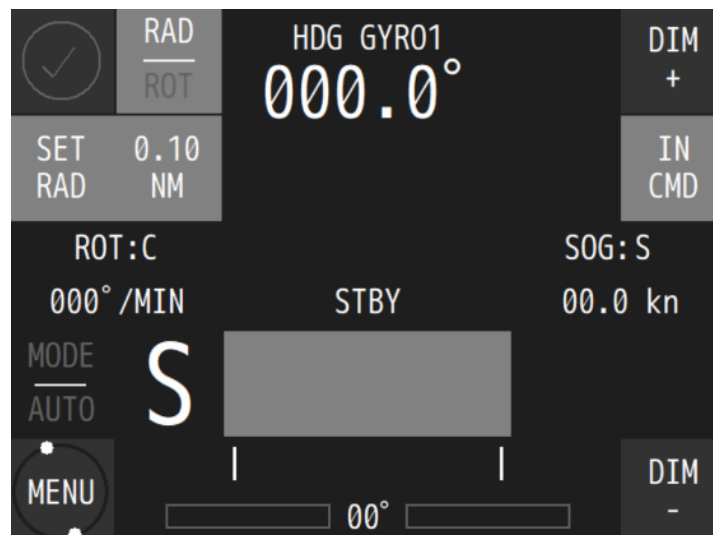 RAD
ROT
HDG GYRO1
000.0°
DIM
+
SET RAD
0.10 NM
IN
CMD
ROT:C
SOG:S
000°/MIN
STBY
00.0 kn
MODE
AUTO
S
MENU
00°
DIM
-